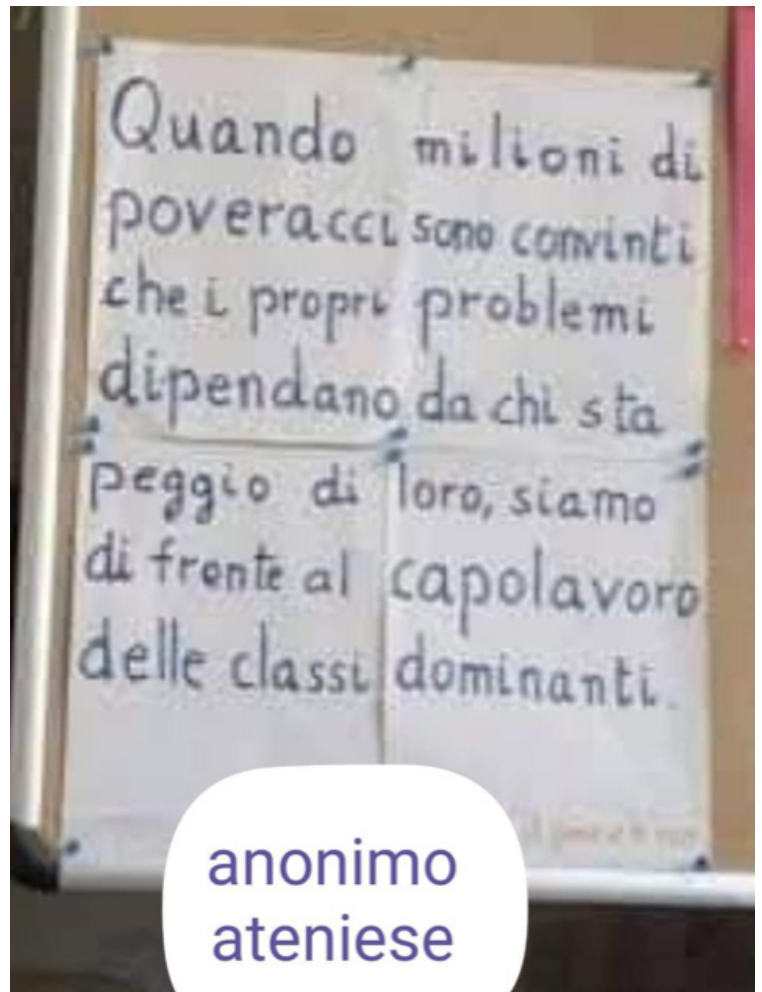 Quando milioni di
poveracci sono convinti
che i propri problemi
dipendano da chi sta
peggio di loro, siamo
di fronte al capolavoro
delle classi dominanti.
anonimo
ateniese